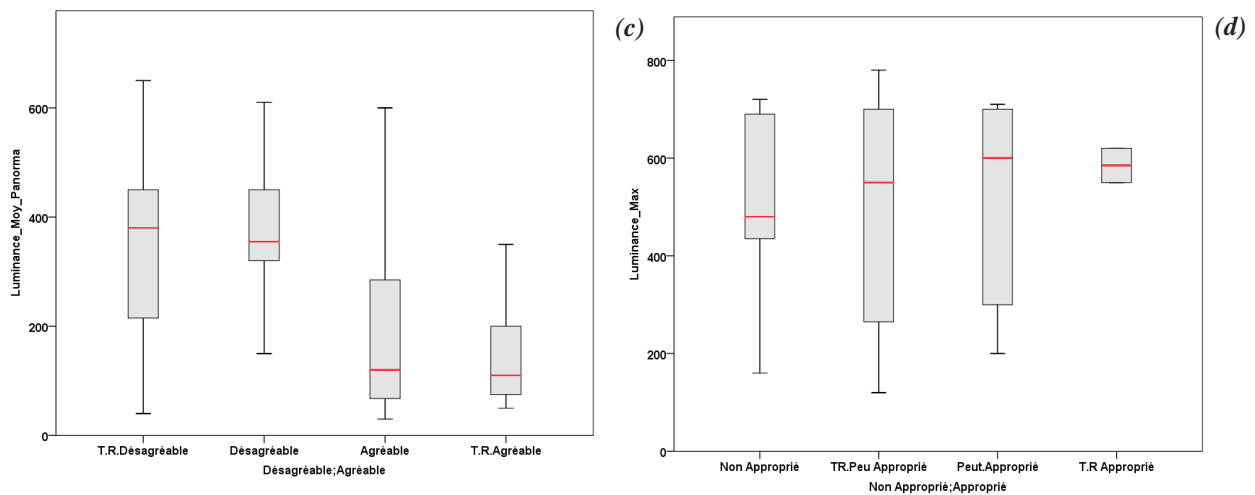 (c)
Luminance_Moy_Panorma
600
400
200
0
T.R.Désagréable Désagréable Agréable T.R.Agréable
Désagréable;Agréable
(d)
Luminance_Max
800
600
400
200
0
Non Approprié TR.Peu Approprié Peut.Approprié T.R Approprié
Non Approprié;Approprié